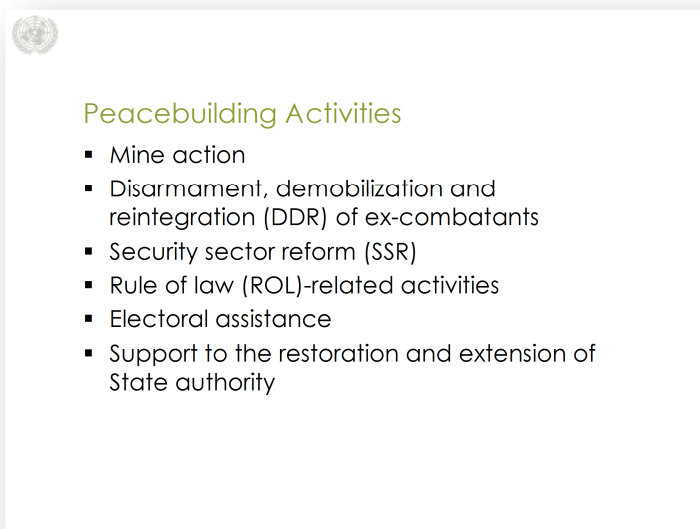 Peacebuilding Activities
▪ Mine action
▪ Disarmament, demobilization and
reintegration (DDR) of ex-combatants
▪ Security sector reform (SSR)
▪ Rule of law (ROL)-related activities
▪ Electoral assistance
▪ Support to the restoration and extension of
State authority